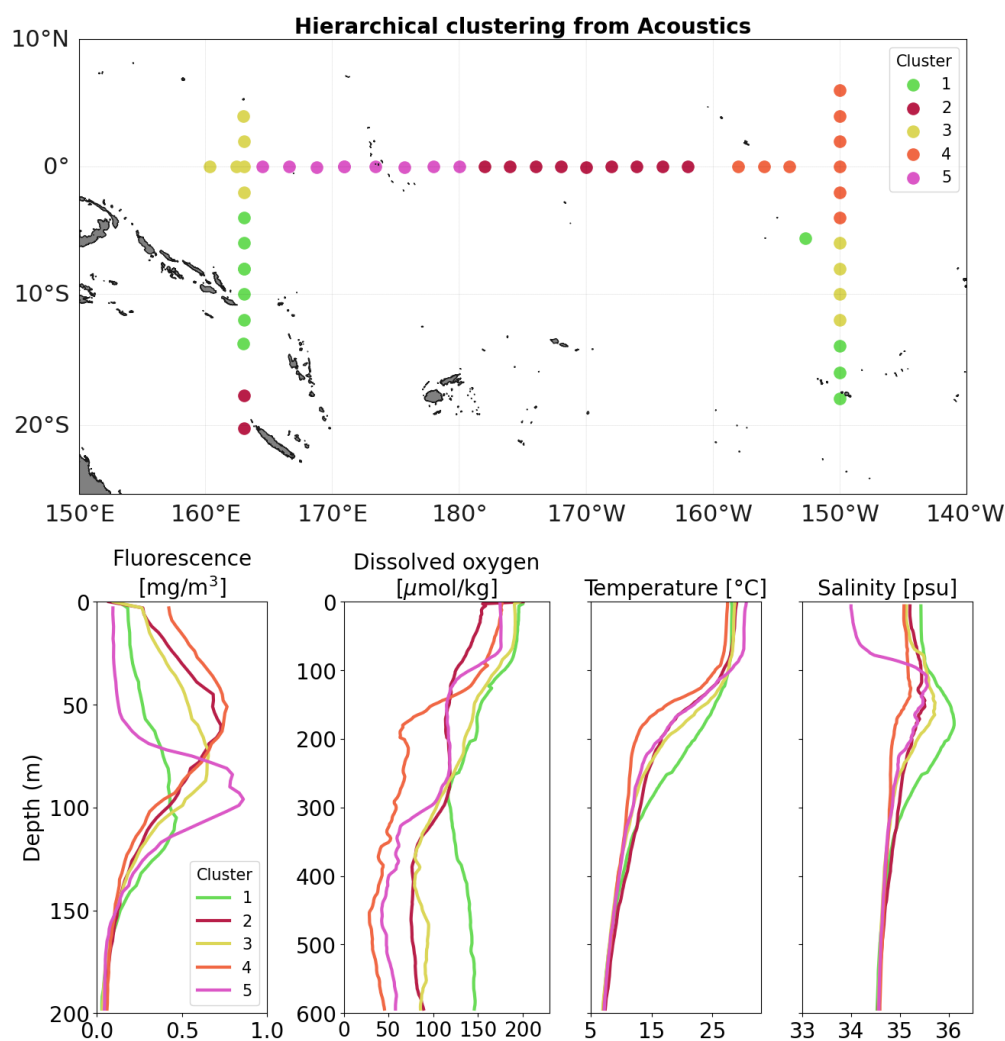 Hierarchical clustering from Acoustics
10°N
0°
10°S
20°S
150°E 160°E 170°E 180° 170°W 160°W 150°W 140°W
Cluster
1
2
3
4
5
Fluorescence
[mg/m³]
Depth (m)
0
50
100
150
200
0.0 0.5 1.0
Cluster
1
2
3
4
5
Dissolved oxygen
[μmol/kg]
0
100
200
300
400
500
600
0 50 100 150 200
Temperature [°C]
5 15 25
Salinity [psu]
33 34 35 36